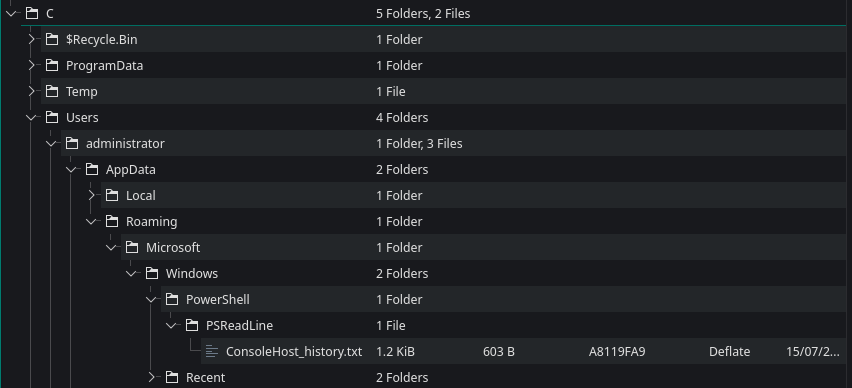 C 5 Folders, 2 Files
$Recycle.Bin 1 Folder
ProgramData 1 Folder
Temp 1 File
Users 4 Folders
administrator 1 Folder, 3 Files
AppData 2 Folders
Local 1 Folder
Roaming 1 Folder
Microsoft 1 Folder
Windows 2 Folders
PowerShell 1 Folder
PSReadLine 1 File
ConsoleHost_history.txt 1.2 KiB 603 B A8119FA9 Deflate 15/07/2...
Recent 2 Folders